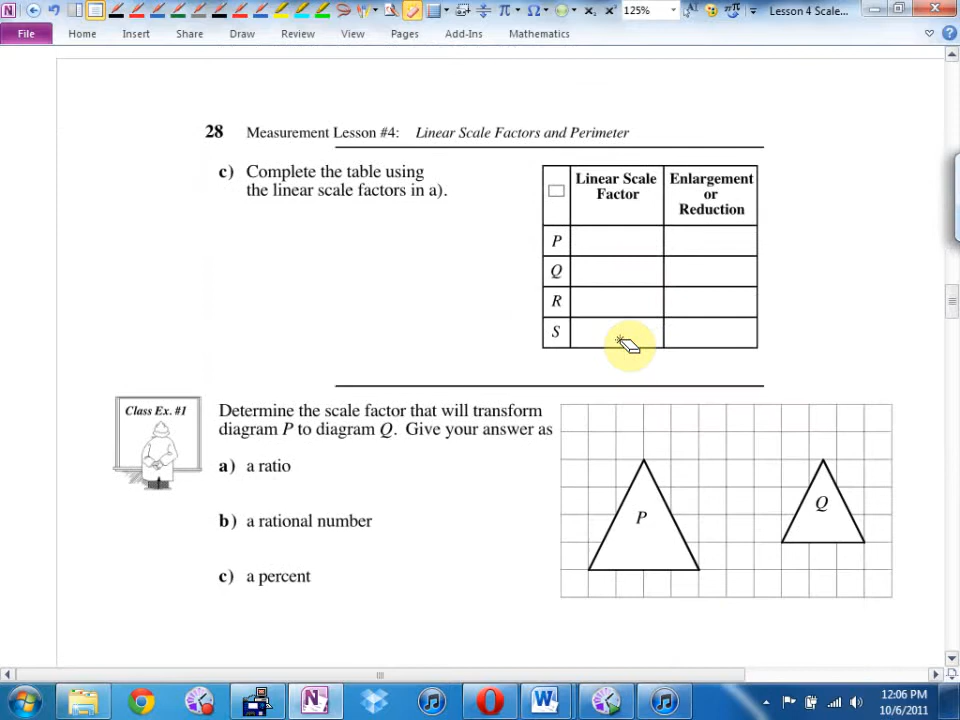 125%
Lesson 4 Scale...
File
Home
Insert
Share
Draw
Review
View
Pages
Add-Ins
Mathematics
28 Measurement Lesson #4: Linear Scale Factors and Perimeter
c) Complete the table using
the linear scale factors in a).
Linear Scale
Factor
Enlargement
or
Reduction
P
Q
R
S
Class Ex. #1
Determine the scale factor that will transform
diagram P to diagram Q. Give your answer as
a) a ratio
b) a rational number
c) a percent
P
Q
12:06 PM
10/6/2011